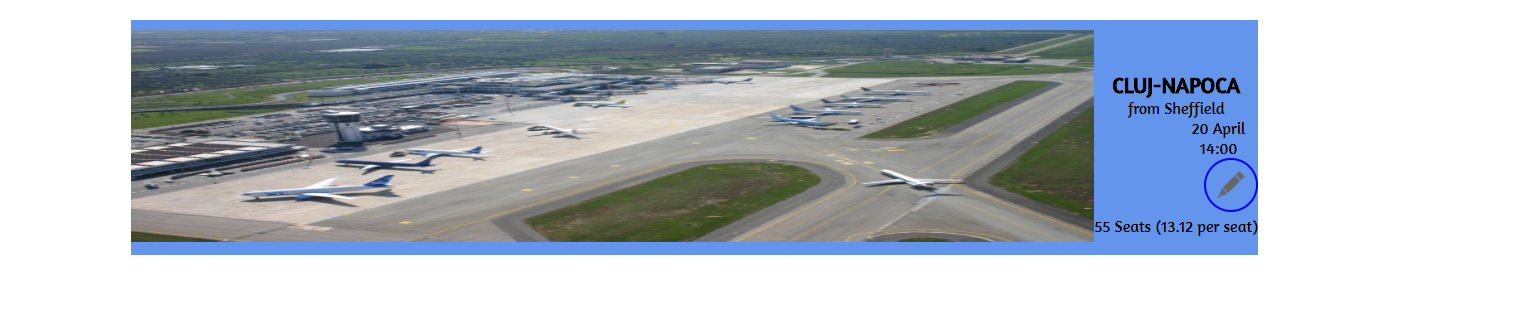 CLUJ-NAPOCA
from Sheffield
20 April
14:00
55 Seats (13.12 per seat)